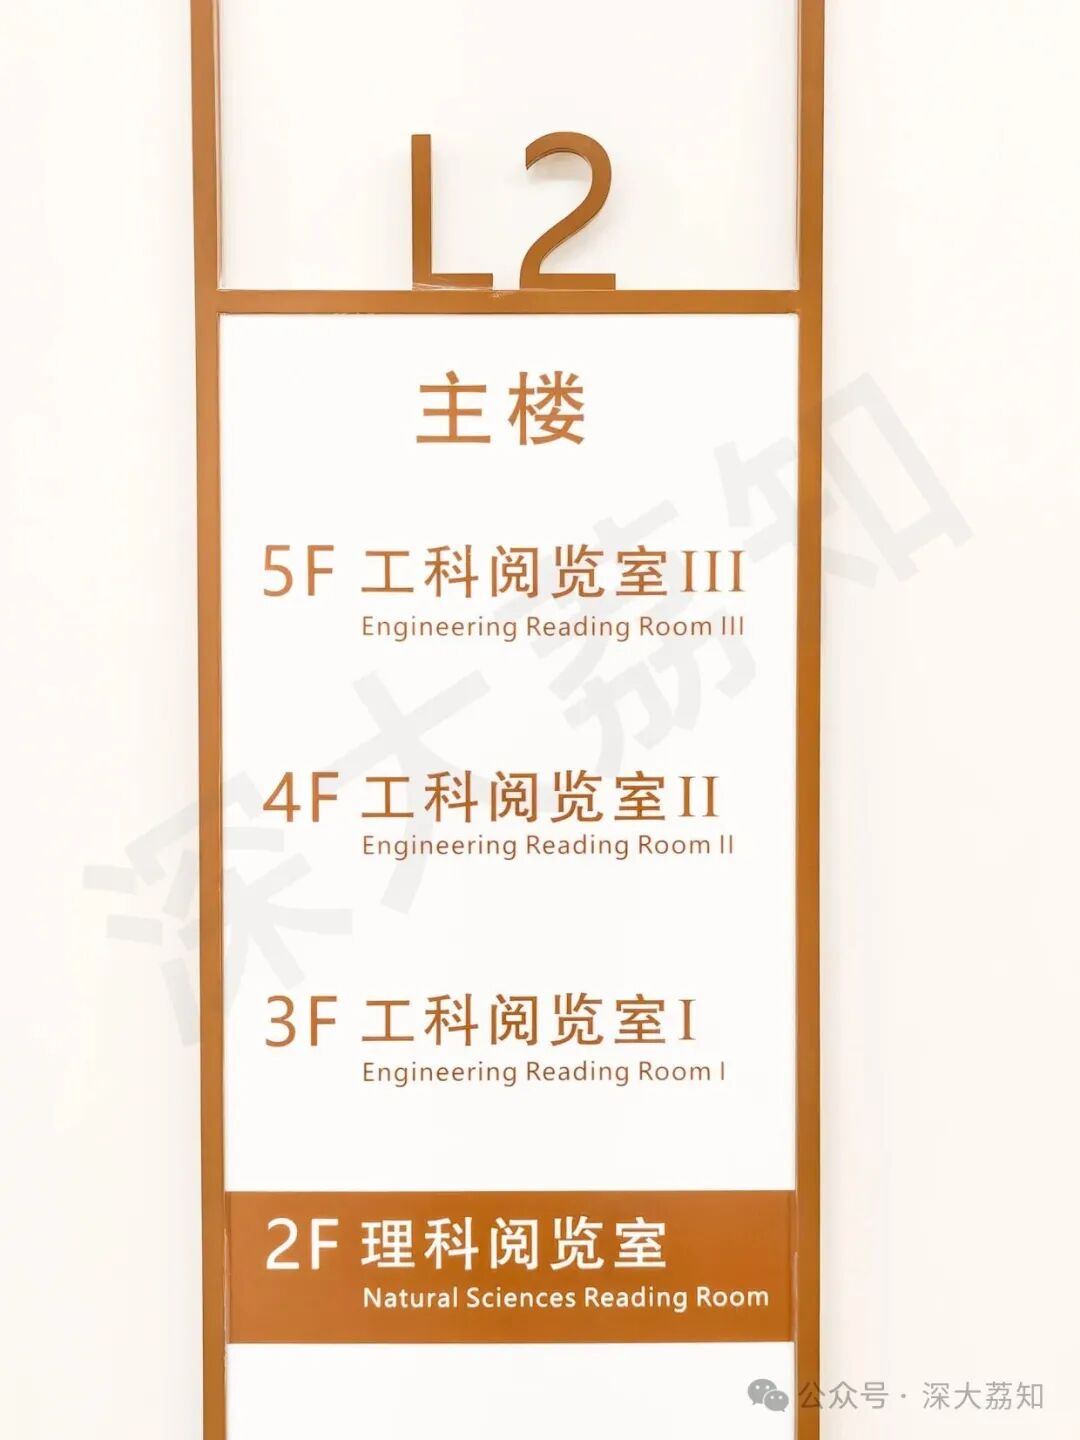 L2
主楼
5F 工科阅览室III
Engineering Reading Room III
4F 工科阅览室II
Engineering Reading Room II
3F 工科阅览室I
Engineering Reading Room I
2F 理科阅览室
Natural Sciences Reading Room
深大荔知
公众号·深大荔知